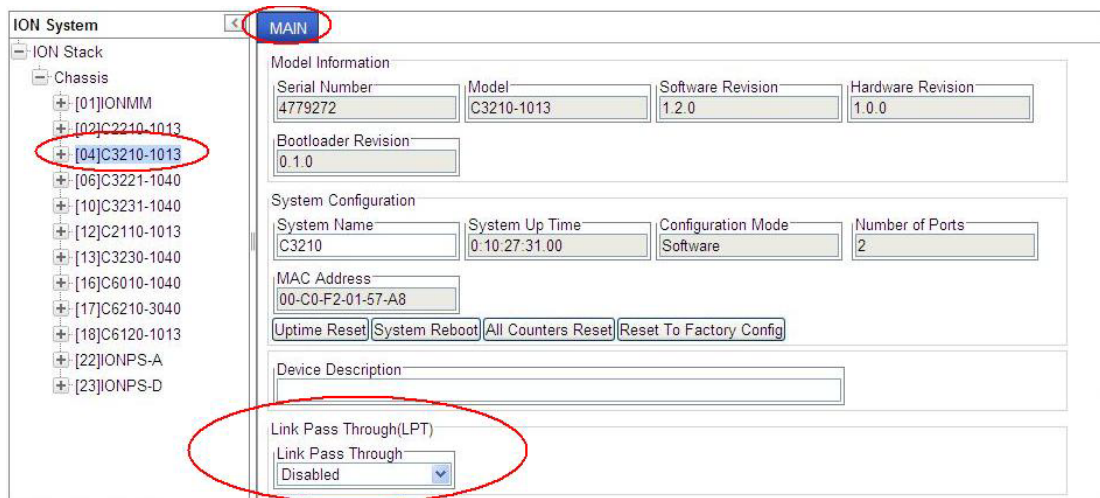 ION System
ION Stack
Chassis
[01]IONMM
[02]C2210-1013
[04]C3210-1013
[06]C3221-1040
[10]C3231-1040
[12]C2110-1013
[13]C3230-1040
[16]C6010-1040
[17]C6210-3040
[18]C6120-1013
[22]IONPS-A
[23]IONPS-D
MAIN
Model Information
Serial Number Model Software Revision Hardware Revision
4779272 C3210-1013 1.2.0 1.0.0
Bootloader Revision
0.1.0
System Configuration
System Name System Up Time Configuration Mode Number of Ports
C3210 0:10:27:31.00 Software 2
MAC Address
00-C0-F2-01-57-A8
Uptime Reset System Reboot All Counters Reset Reset To Factory Config
Device Description
Link Pass Through(LPT)
Link Pass Through
Disabled